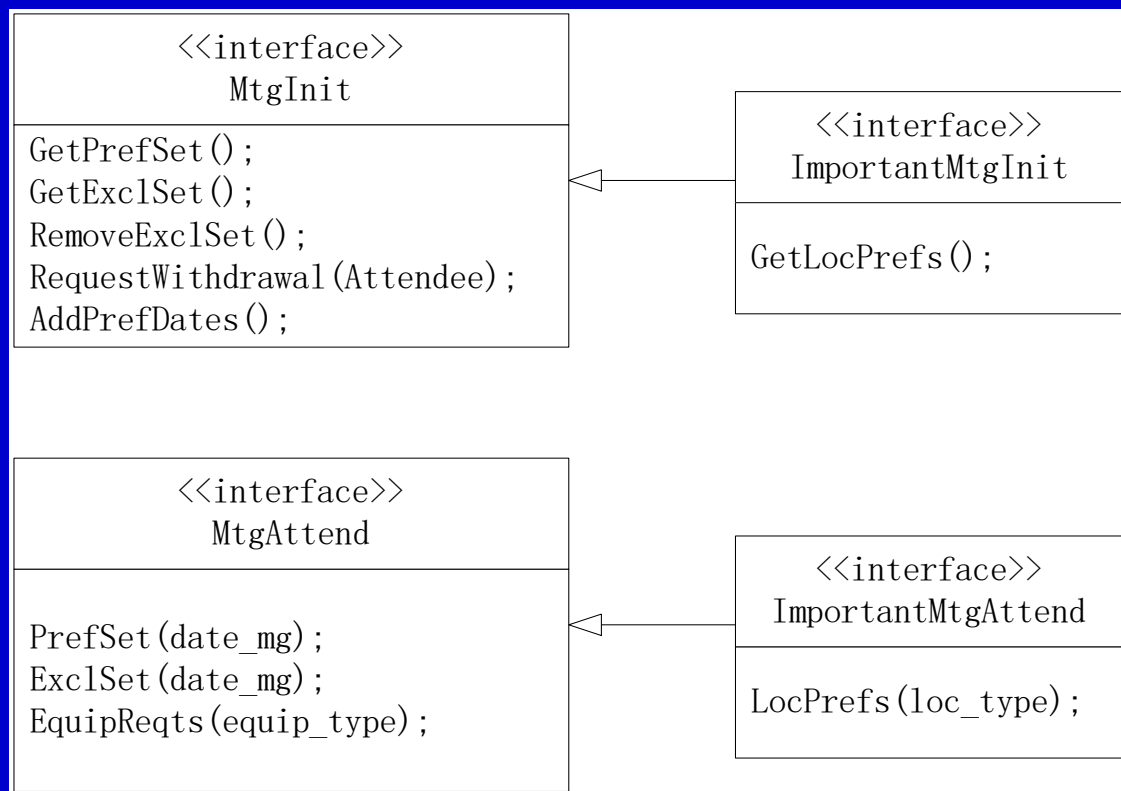 <<interface>>
MtgInit
GetPrefSet();
GetExclSet();
RemoveExclSet();
RequestWithdrawal(Attendee);
AddPrefDates();
<<interface>>
ImportantMtgInit
GetLocPrefs();
<<interface>>
MtgAttend
PrefSet(date_mg);
ExclSet(date_mg);
EquipReqts(equip_type);
<<interface>>
ImportantMtgAttend
LocPrefs(loc_type);